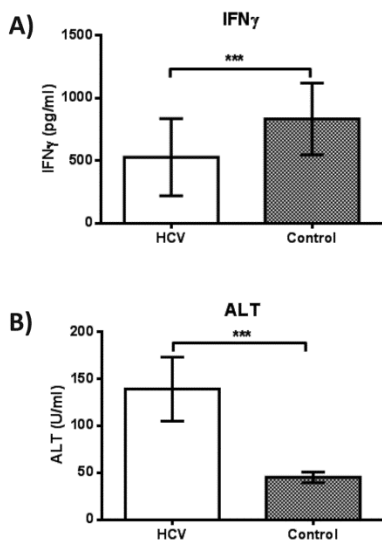 A)
IFNγ
IFNγ (pg/ml)
1500
1000
500
0
***
HCV
Control
B)
ALT
ALT (U/ml)
200
150
100
50
0
***
HCV
Control